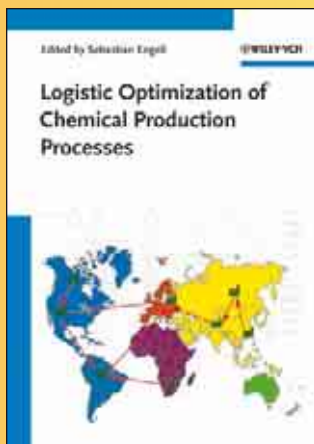 Edited by Sebastian Engell
WILEY-VCH
Logistic Optimization of
Chemical Production
Processes